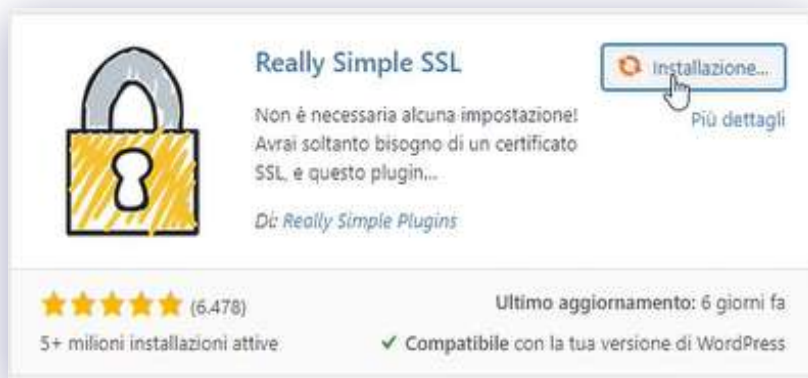 Really Simple SSL
Installazione...
Non è necessaria alcuna impostazione!
Più dettagli
Avrai soltanto bisogno di un certificato
SSL, e questo plugin...
Di: Really Simple Plugins
(6.478)
Ultimo aggiornamento: 6 giorni fa
5+ milioni installazioni attive
Compatibile con la tua versione di WordPress